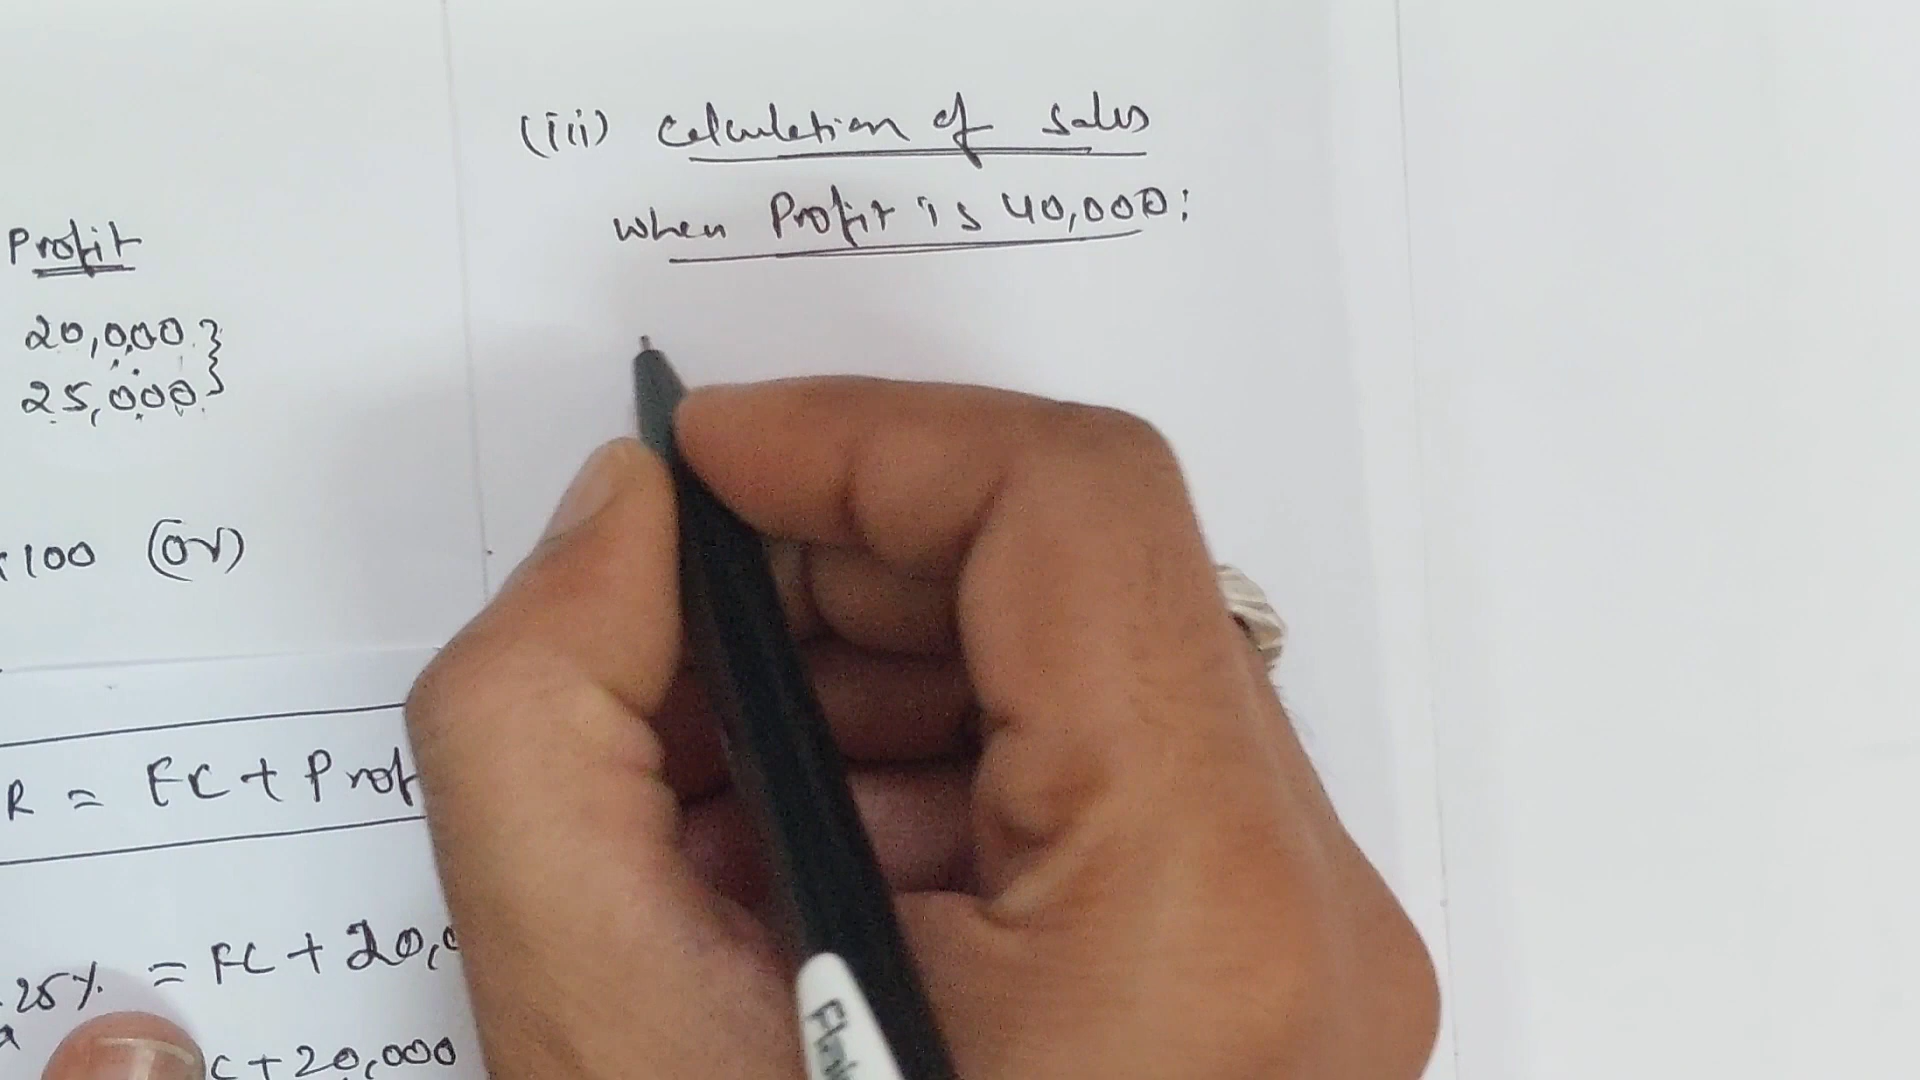 Profit
20,000 }
25,000 }
100 (or)
R = FC + Prof
25% = FC + 20,0
C + 20,000
(iii) Calculation of sales
when Profit is 40,000: